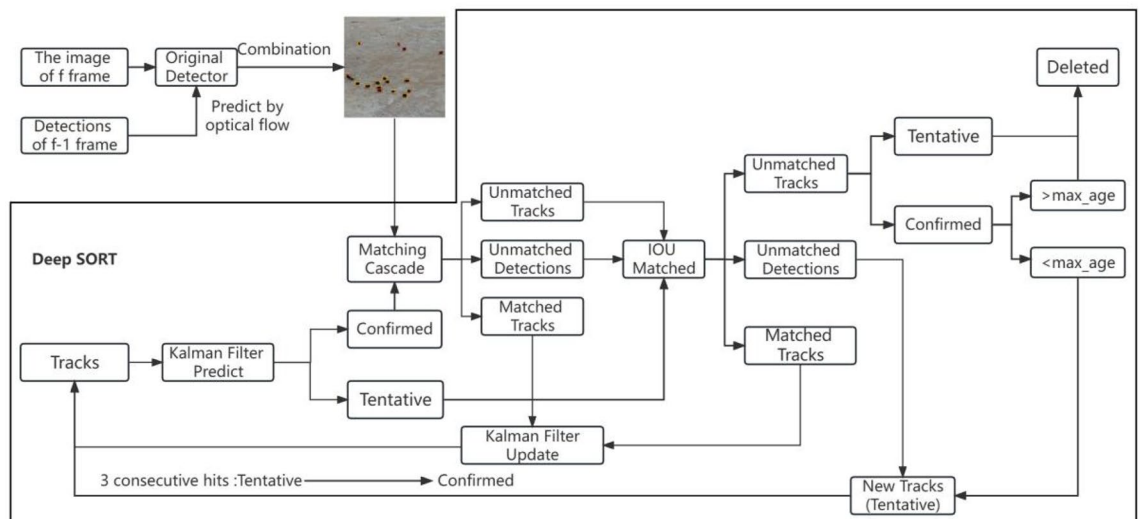 The image
of f frame
Original
Detector
Combination
Detections
of f-1 frame
Predict by
optical flow
Deleted
Tentative
Unmatched
Tracks
Confirmed
>max_age
<max_age
Deep SORT
Matching
Cascade
Unmatched
Tracks
Unmatched
Detections
Matched
Tracks
IOU
Matched
Unmatched
Detections
Matched
Tracks
Tracks
Kalman Filter
Predict
Confirmed
Tentative
Kalman Filter
Update
3 consecutive hits :Tentative Confirmed
New Tracks
(Tentative)